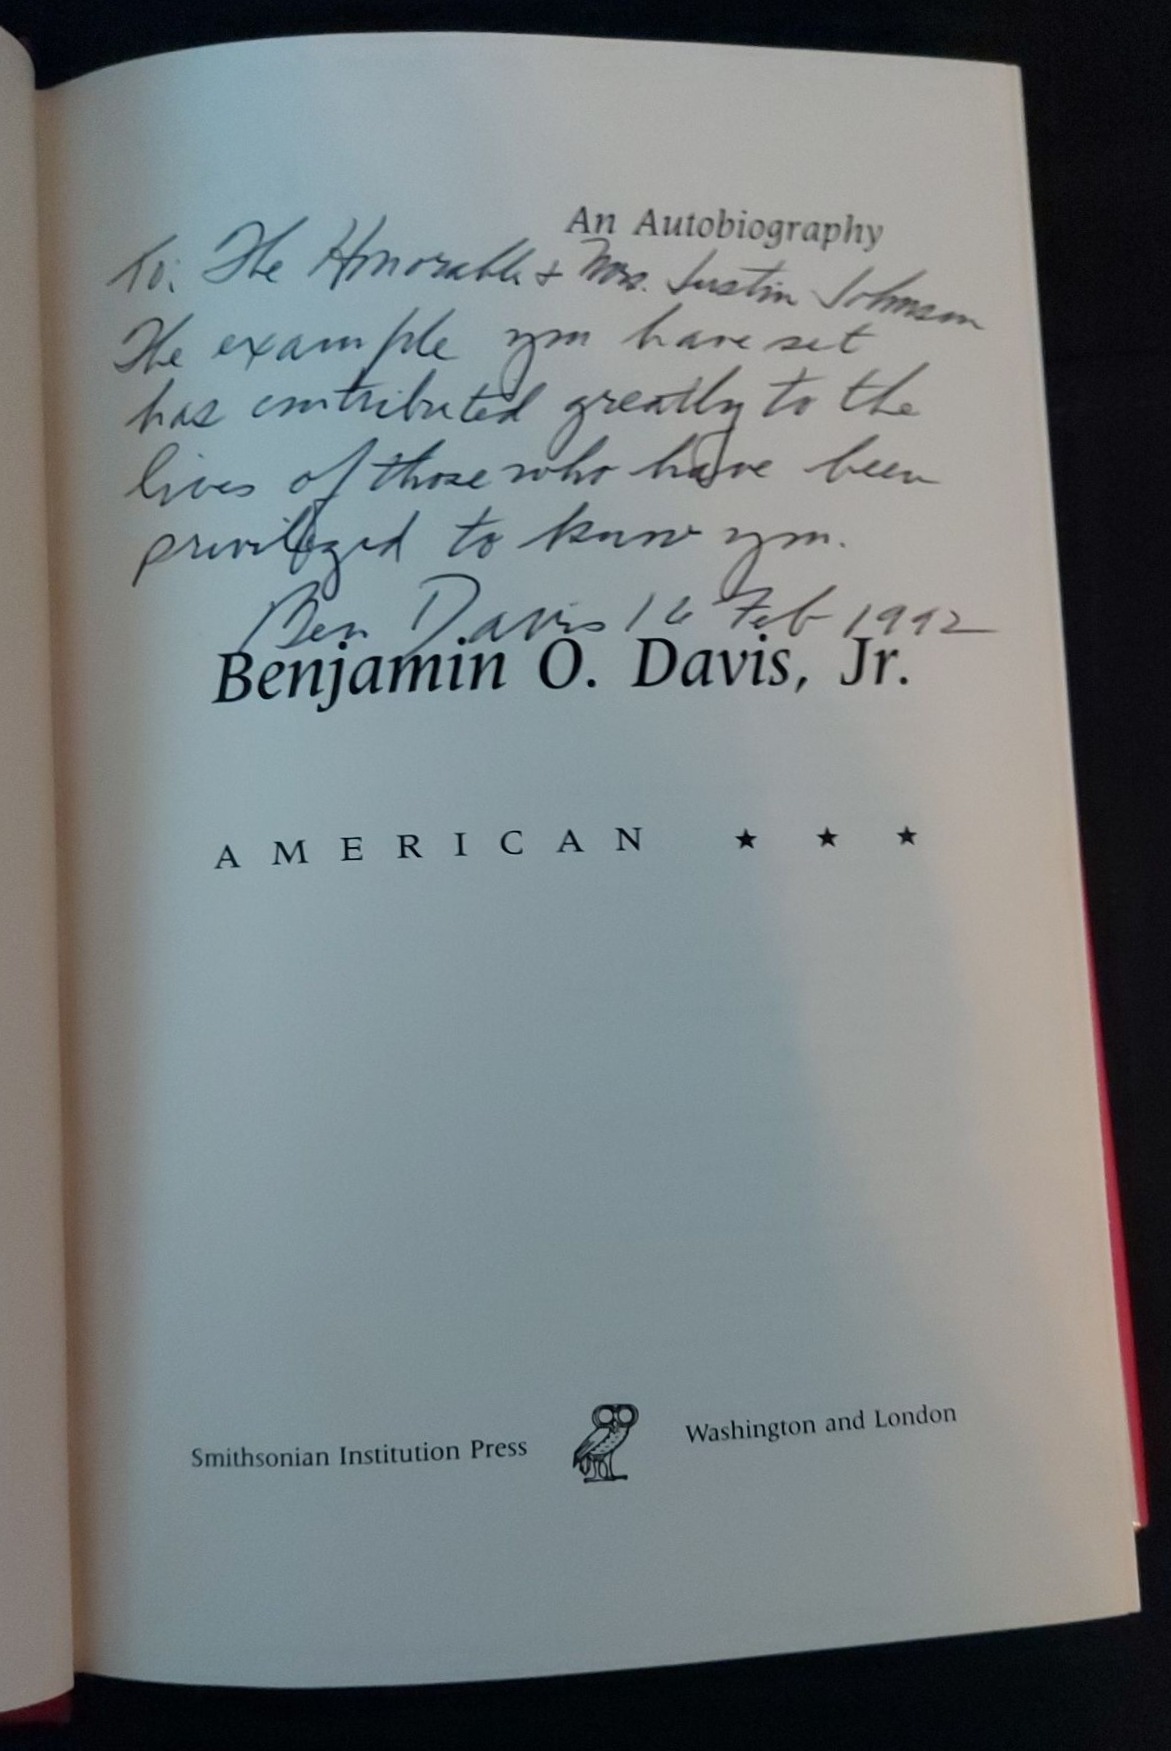 An Autobiography
To: The Honorable & Mrs. Justin Johnson
The example you have set
has contributed greatly to the
lives of those who have been
privileged to know you.
Ben Davis 16 Feb 1992
Benjamin O. Davis, Jr.
AMERICAN ★ ★ ★
Smithsonian Institution Press Washington and London